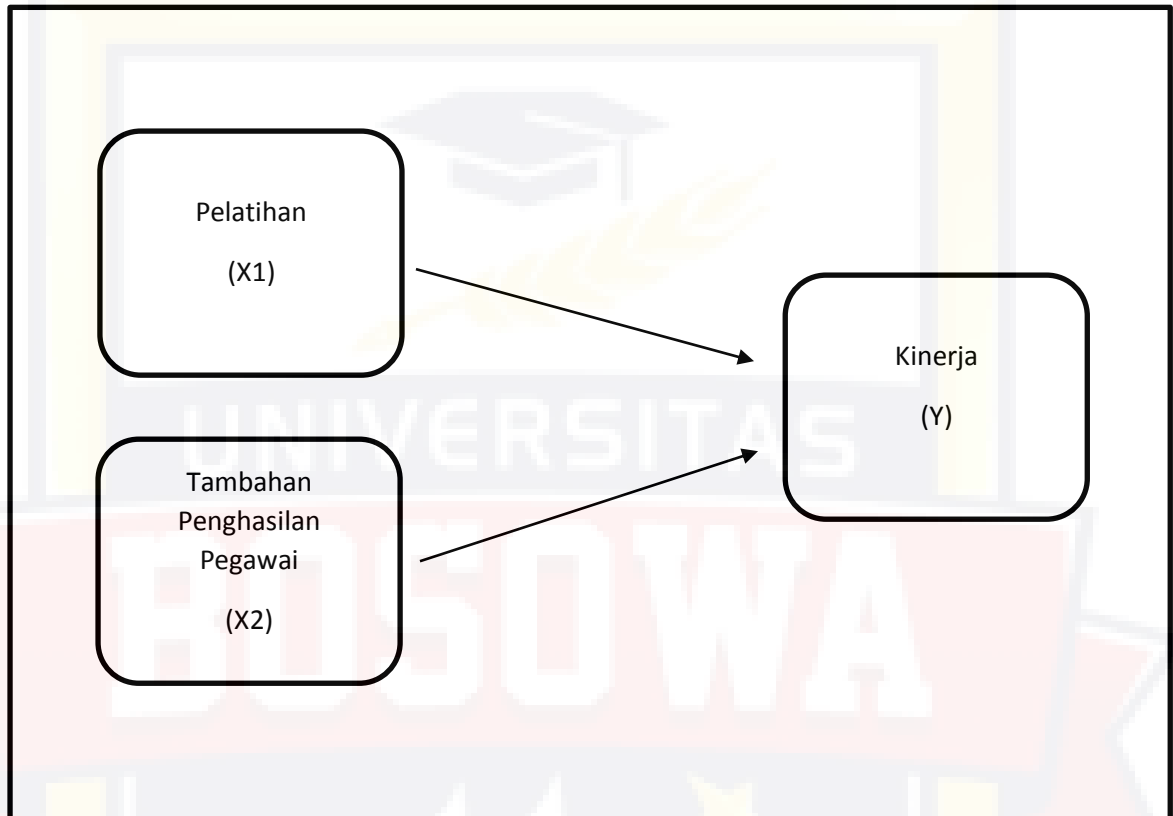 Pelatihan
(X1)
Kinerja
(Y)
Tambahan
Penghasilan
Pegawai
(X2)
UNIVERSITAS
BOSOWA